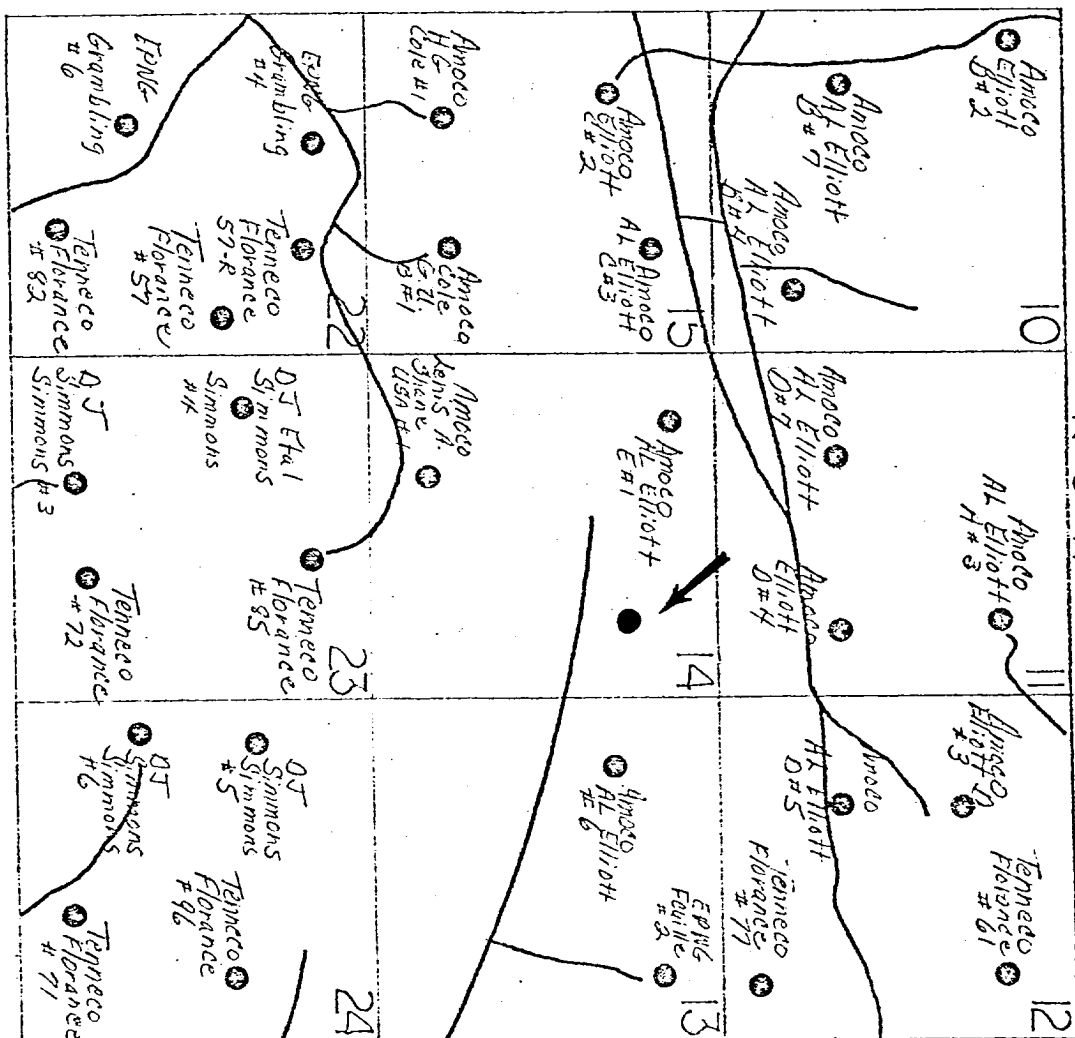 10
Amoco
Elliott
B#2
Amoco
AL Elliott
B#7
Amoco
AL Elliott
B#4
11
Amoco
AL Elliott
H#3
Amoco
AL Elliott
D#7
Amoco
Elliott
D#4
12
Amoco
Elliott D
#3
Tenneco
Florance
#61
Amoco
AL Elliott
D#5
Tenneco
Florance
#77
15
Amoco
Elliott
C#2
Amoco
AL Elliott
C#3
Amoco
HG
Cole #1
Amoco
Cole
G.U.
B#1
14
Amoco
AL Elliott
E#1
Amoco
USA #1
13
Amoco
AL Elliott
#6
EPNG
#2
22
EPNG
#4
EPNG
Grambling
#6
Tenneco
Florance
57-R
Tenneco
Florance
#57
Tenneco
Florance
#82
23
Tenneco
Florance
#85
DJ Etal
Simmons
Simmons
#4
DJ
Simmons
Simmons #3
Tenneco
Florance
#72
24
DJ
Simmons
Simmons
#5
DJ
Simmons
Simmons
#6
Tenneco
Florance
#96
Tenneco
Florance
#71